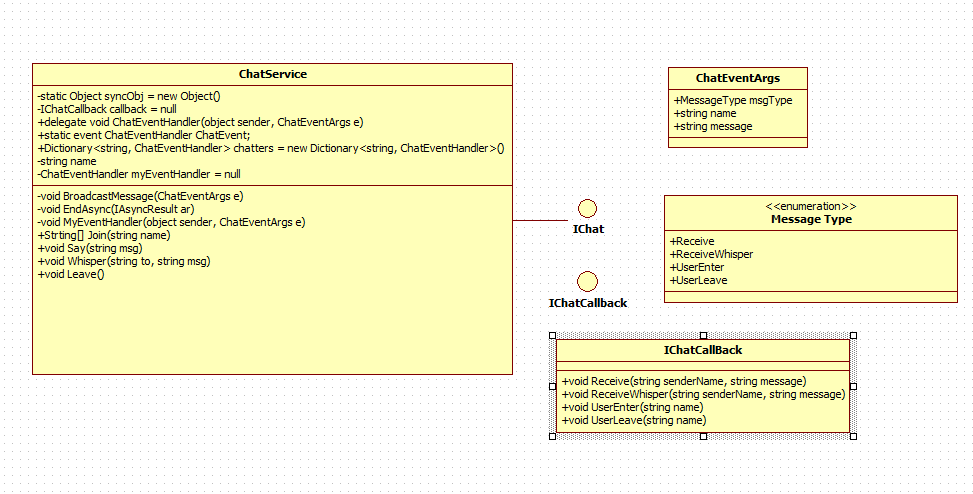 ChatService
-static Object syncObj = new Object()
-IChatCallback callback = null
+delegate void ChatEventHandler(object sender, ChatEventArgs e)
+static event ChatEventHandler ChatEvent;
+Dictionary<string, ChatEventHandler> chatters = new Dictionary<string, ChatEventHandler>()
-string name
-ChatEventHandler myEventHandler = null
-void BroadcastMessage(ChatEventArgs e)
-void EndAsync(IAsyncResult ar)
-void MyEventHandler(object sender, ChatEventArgs e)
+Strting[] Join(string name)
+void Say(string msg)
+void Whisper(string to, string msg)
+void Leave()
ChatEventArgs
+MessageType msgType
+string name
+string message
IChat
<<enumeration>>
Message Type
+Receive
+ReceiveWhisper
+UserEnter
+UserLeave
IChatCallback
IChatCallBack
+void Receive(string senderName, string message)
+void ReceiveWhisper(string senderName, string message)
+void UserEnter(string name)
+void UserLeave(string name)